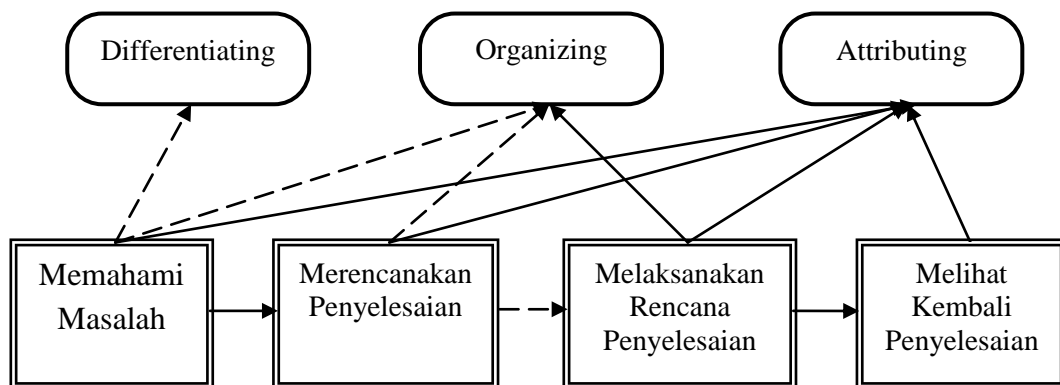 Differentiating
Organizing
Attributing
Memahami
Masalah
Merencanakan
Penyelesaian
Melaksanakan
Rencana
Penyelesaian
Melihat
Kembali
Penyelesaian